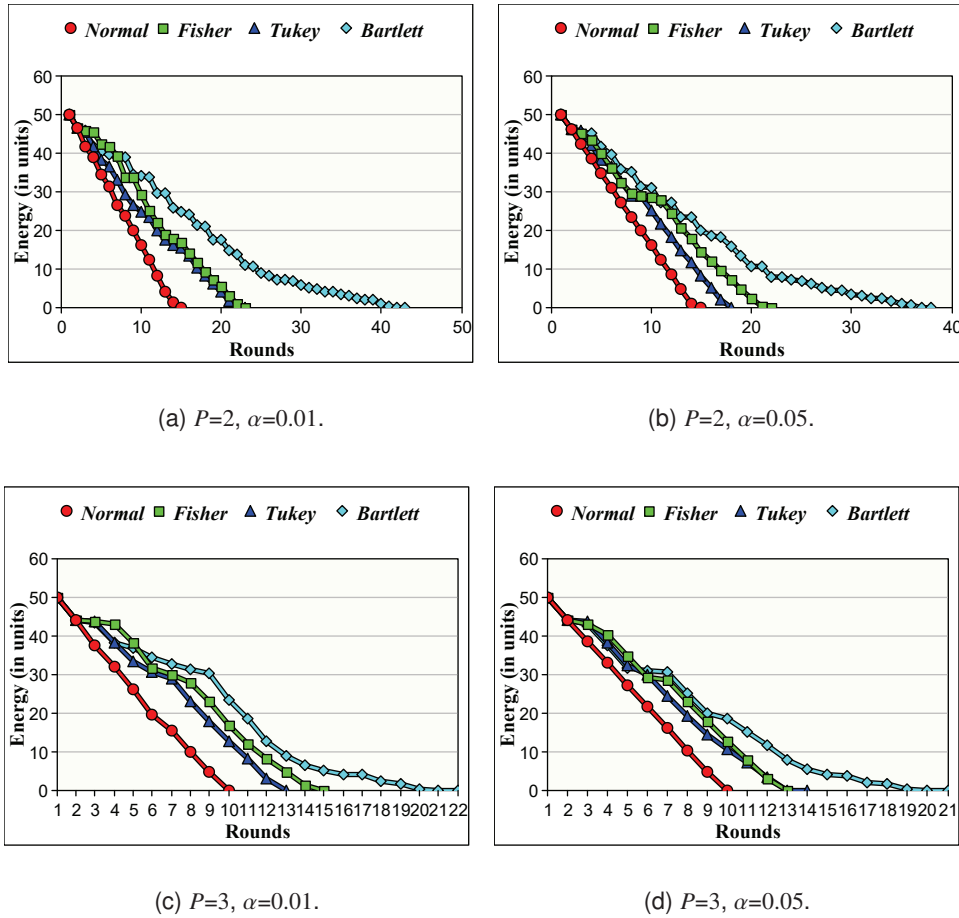 Normal Fisher Tukey Bartlett
60
50
40
30
20
10
0
Energy (in units)
0 10 20 30 40 50
Rounds
(a) P=2, α=0.01.
Normal Fisher Tukey Bartlett
60
50
40
30
20
10
0
Energy (in units)
0 10 20 30 40
Rounds
(b) P=2, α=0.05.
Normal Fisher Tukey Bartlett
60
50
40
30
20
10
0
Energy (in units)
1 2 3 4 5 6 7 8 9 10 11 12 13 14 15 16 17 18 19 20 21 22
Rounds
(c) P=3, α=0.01.
Normal Fisher Tukey Bartlett
60
50
40
30
20
10
0
Energy (in units)
1 2 3 4 5 6 7 8 9 10 11 12 13 14 15 16 17 18 19 20 21
Rounds
(d) P=3, α=0.05.